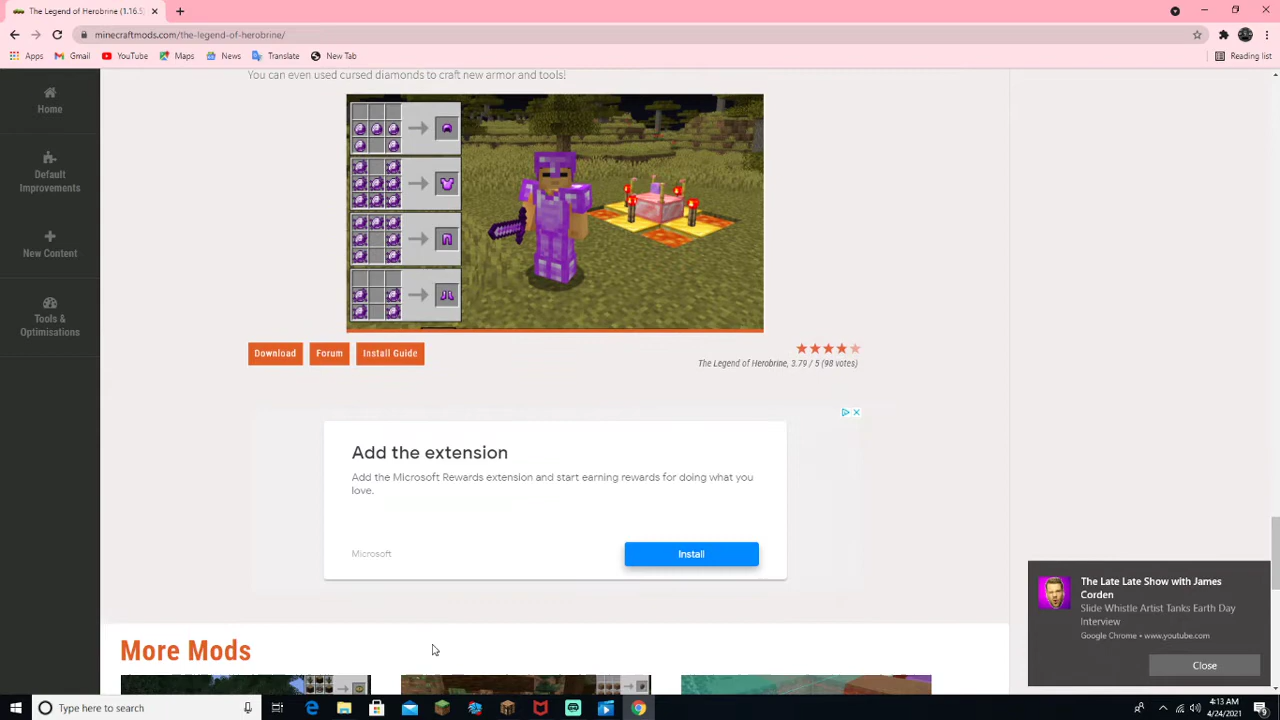 The Legend of Herobrine (1.16.5)
minecraftmods.com/the-legend-of-herobrine/
Apps
Gmail
YouTube
Maps
News
Translate
New Tab
Reading list
Home
Default
Improvements
New Content
Tools &
Optimisations
You can even used cursed diamonds to craft new armor and tools!
Download
Forum
Install Guide
The Legend of Herobrine, 3.79 / 5 (98 votes)
Add the extension
Add the Microsoft Rewards extension and start earning rewards for doing what you
love.
Microsoft
Install
The Late Late Show with James
Corden
Slide Whistle Artist Tanks Earth Day
Interview
Google Chrome • www.youtube.com
Close
More Mods
Type here to search
4:13 AM
4/24/2021